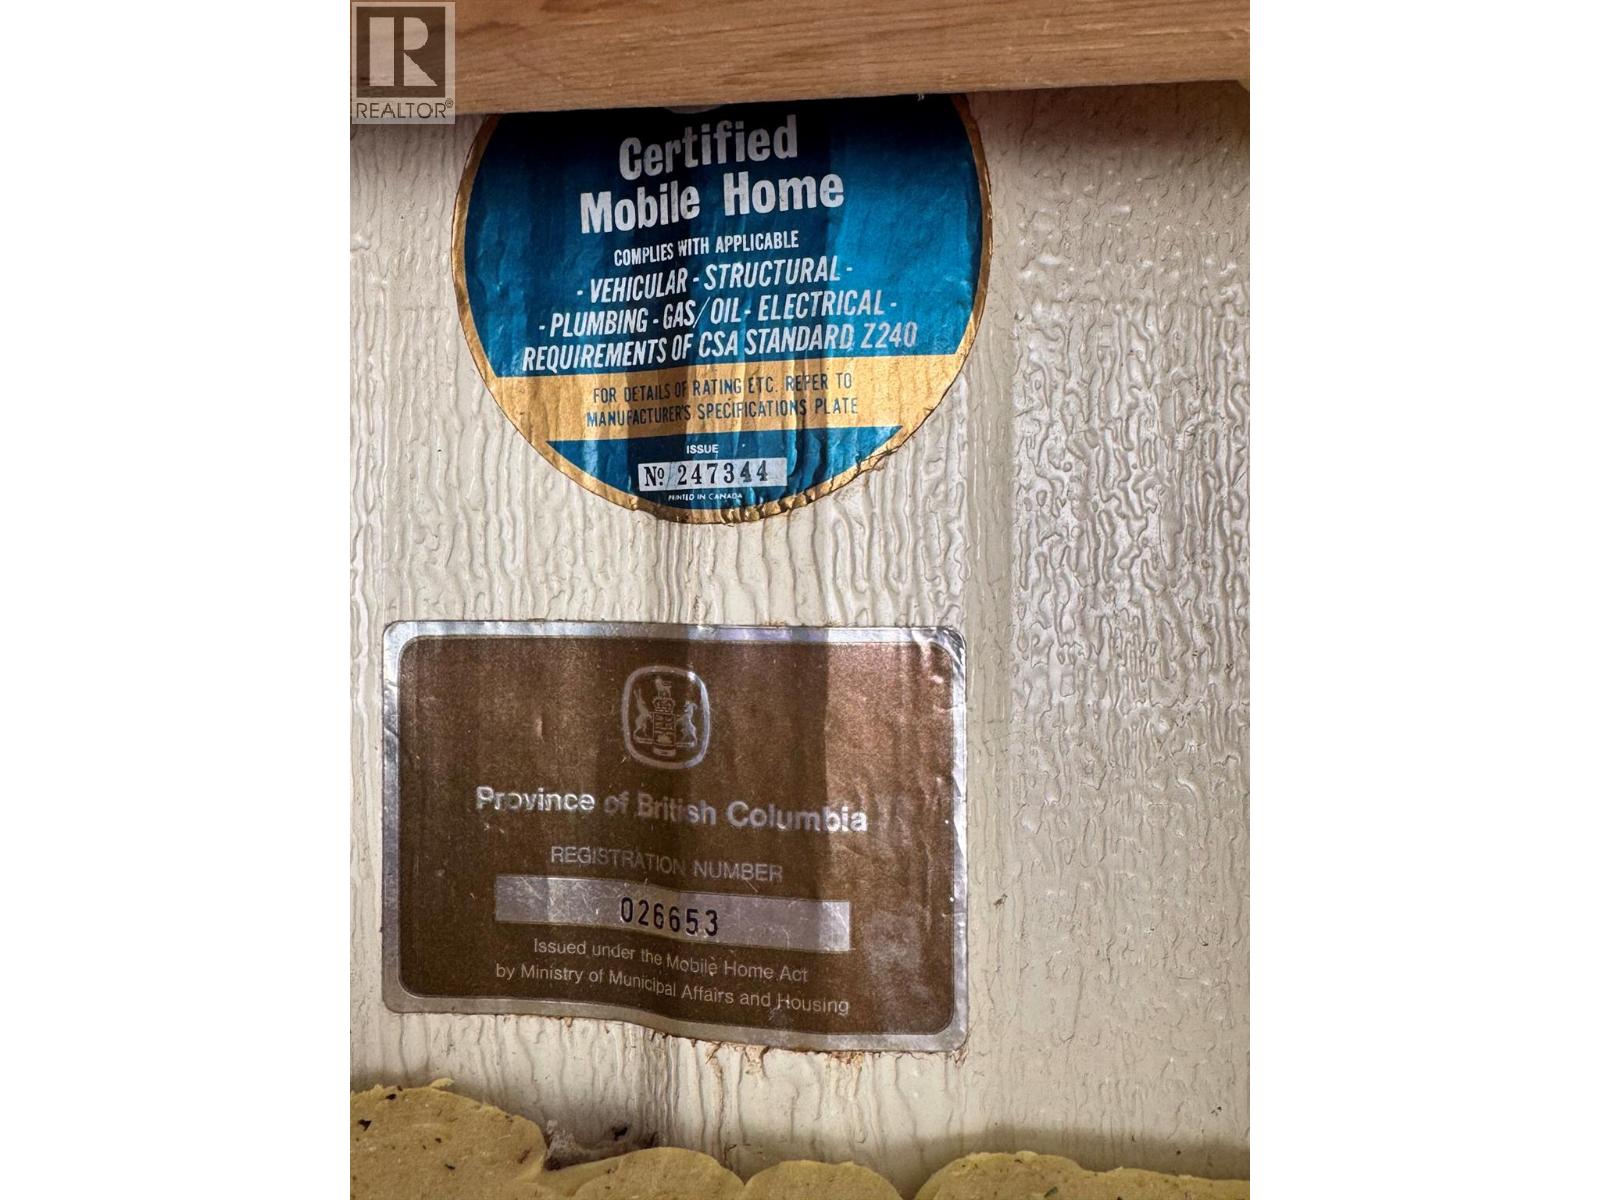 REALTOR®
Certified
Mobile Home
COMPLIES WITH APPLICABLE
- VEHICULAR - STRUCTURAL -
- PLUMBING - GAS/OIL - ELECTRICAL -
REQUIREMENTS OF CSA STANDARD Z240
FOR DETAILS OF RATING ETC. REFER TO
MANUFACTURER'S SPECIFICATIONS PLATE
ISSUE
No 247344
PRINTED IN CANADA
Province of British Columbia
REGISTRATION NUMBER
026653
Issued under the Mobile Home Act
by Ministry of Municipal Affairs and Housing